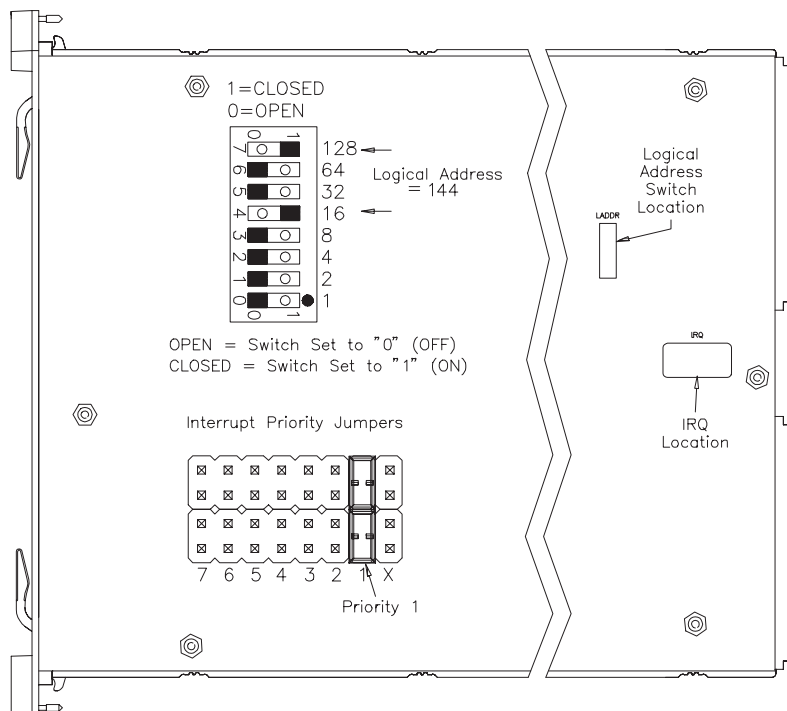 1=CLOSED
0=OPEN
0 1
7 128
6 64
5 32
4 16
3 8
2 4
1 2
0 1
0 1
Logical Address
= 144
OPEN = Switch Set to "0" (OFF)
CLOSED = Switch Set to "1" (ON)
Logical
Address
Switch
Location
LADDR
IRQ
IRQ
Location
Interrupt Priority Jumpers
7 6 5 4 3 2 1 X
Priority 1